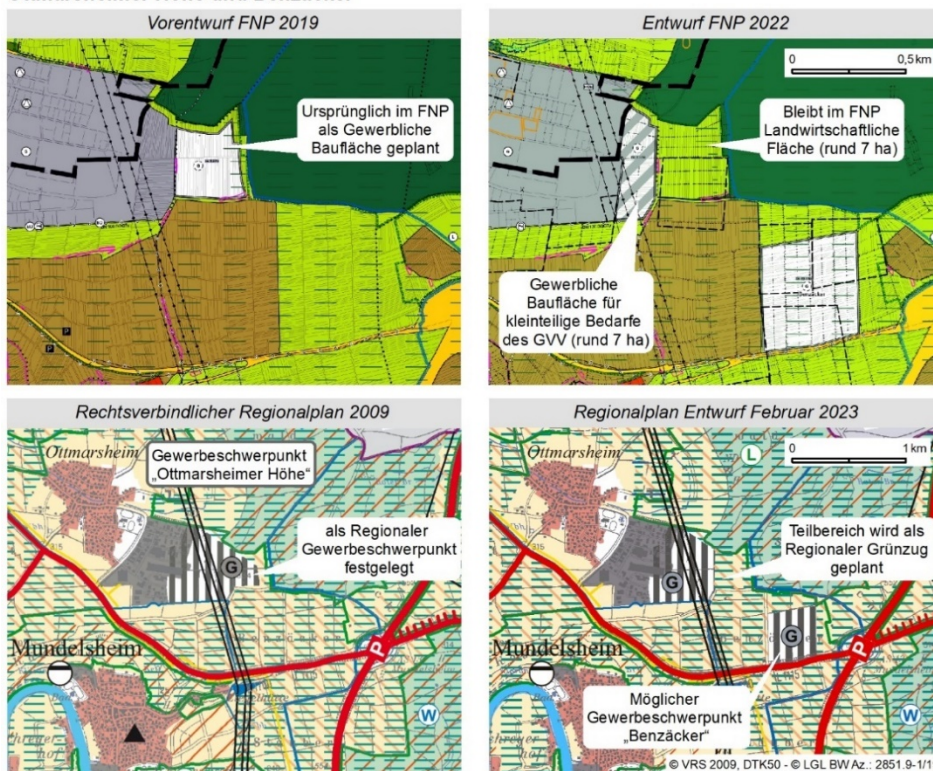 Vorentwurf FNP 2019
Ursprünglich im FNP
als Gewerbliche
Baufläche geplant
Entwurf FNP 2022
0
0,5 km
Bleibt im FNP
Landwirtschaftliche
Fläche (rund 7 ha)
Gewerbliche
Baufläche für
kleinteilige Bedarfe
des GVV (rund 7 ha)
P
P
L
L
Rechtsverbindlicher Regionalplan 2009
Ottmarsheim
Gewerbeschwerpunkt
„Ottmarsheimer Höhe“
als Regionaler
Gewerbeschwerpunkt
festgelegt
G
315
P
Mundelsheim
W
Regionalplan Entwurf Februar 2023
0
1 km
L
Ottmarsheim
Teilbereich wird als
Regionaler Grünzug
geplant
G
315
G
P
Mundelsheim
Möglicher
Gewerbeschwerpunkt
„Benzäcker“
W
© VRS 2009, DTK50 - © LGL BW Az.: 2851.9-1/1